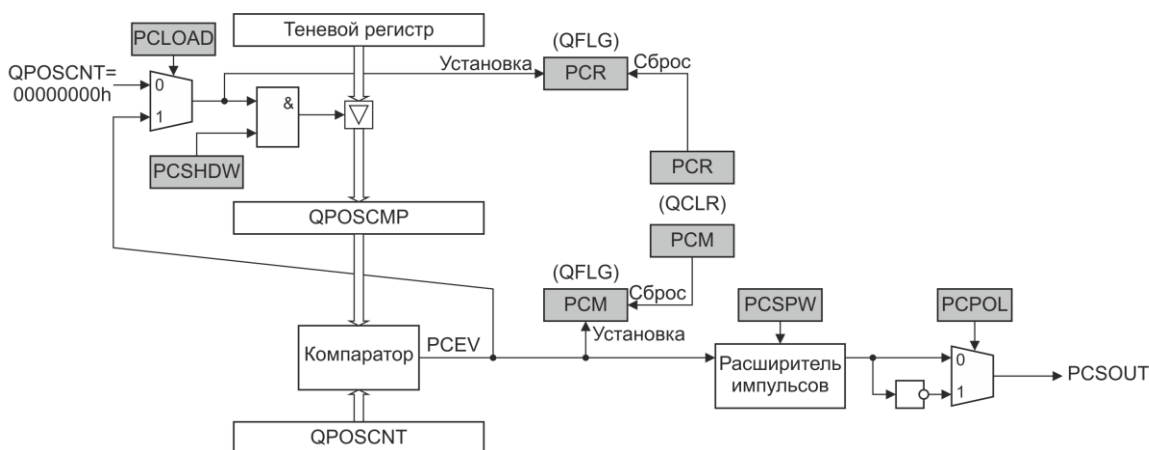 Теневой регистр
PCLOAD
(QFLG)
QPOSCNT=
00000000h
0
1
Установка
PCR
Сброс
&
PCSHDW
PCR
(QCLR)
QPOSCMP
PCM
(QFLG)
PCM
Сброс
PCSPW
PCPOL
Установка
Компаратор
PCEV
Расширитель
импульсов
0
1
PCSOUT
QPOSCNT